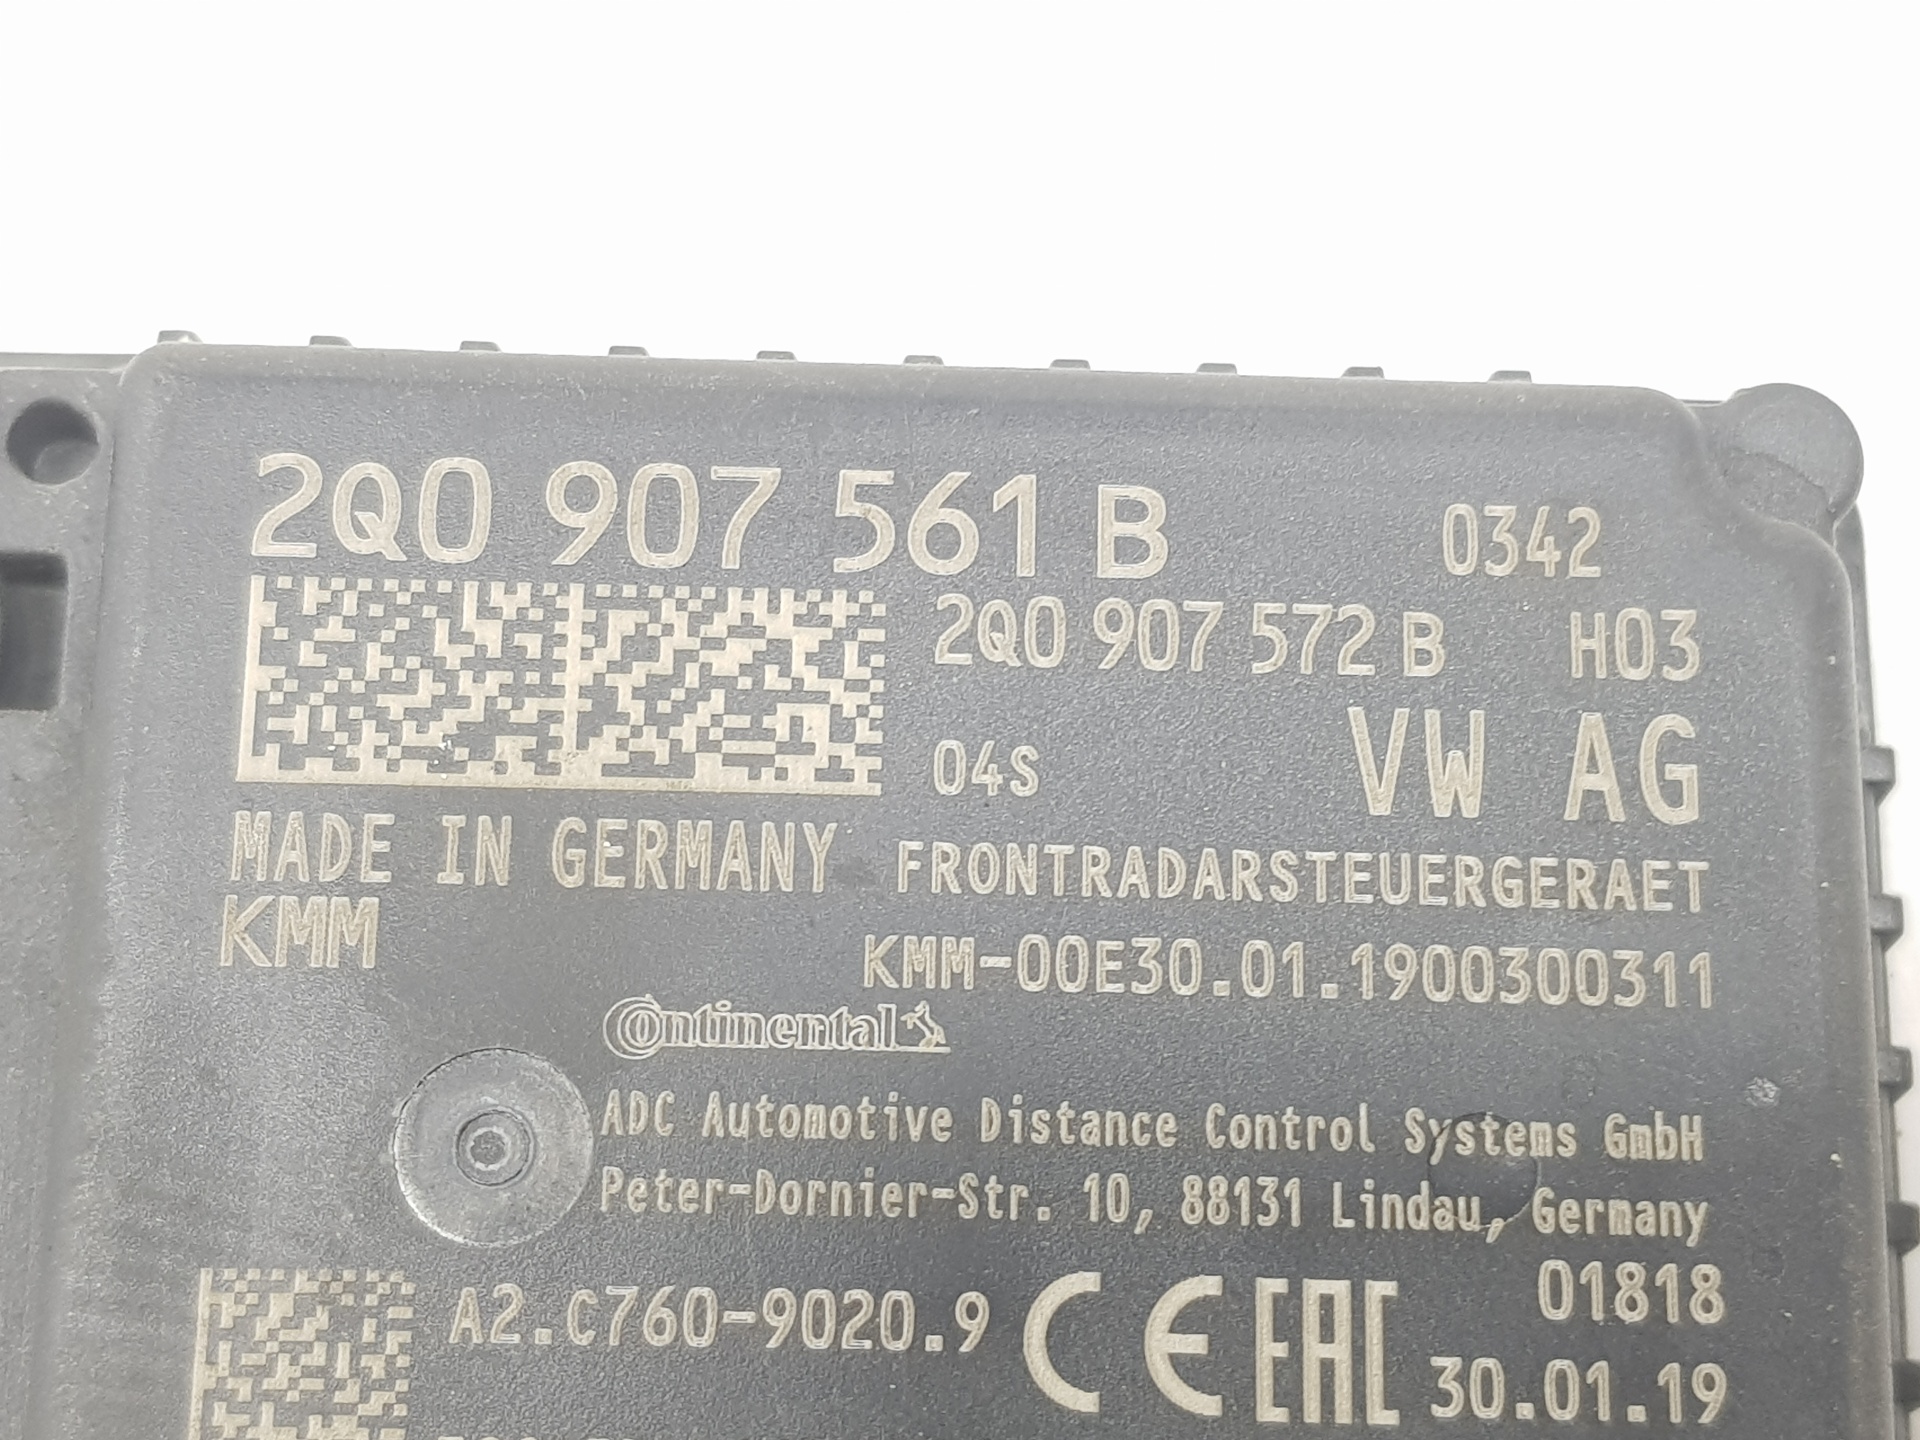 2Q0 907 561 B 0342
2Q0 907 572 B H03
04S VW AG
MADE IN GERMANY FRONTRADARSTEUERGERAET
KMM KMM-00E30.01.1900300311
Continental
ADC Automotive Distance Control Systems GmbH
Peter-Dornier-Str. 10, 88131 Lindau, Germany
A2.C760-9020.9 CE EAC 01818
30.01.19